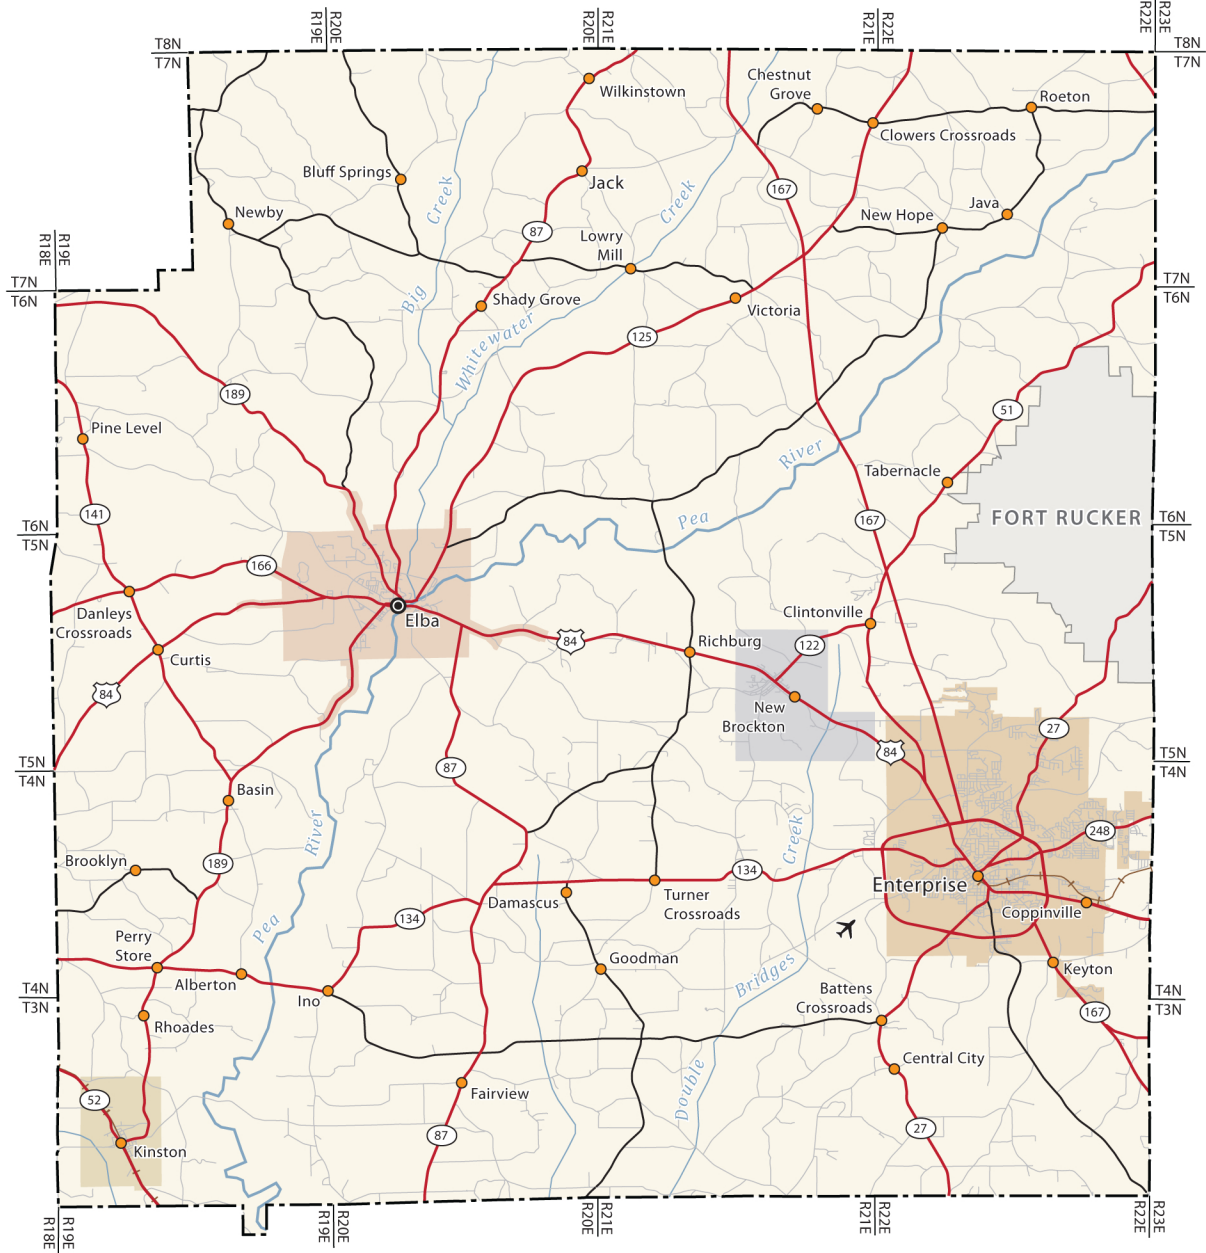 R19E
R20E
R20E
R21E
R21E
R22E
R22E
R23E
T8N
T7N
T8N
T7N
Wilkinstown
Chestnut
Grove
Roeton
Clowers Crossroads
Bluff Springs
Jack
Creek
Creek
167
Newby
New Hope
Java
87
Lowry
Mill
R18E
R19E
T7N
T6N
T7N
T6N
Big
Shady Grove
Victoria
Whitewater
125
189
51
Pine Level
River
Tabernacle
141
Pea
167
FORT RUCKER
T6N
T5N
T6N
T5N
166
Danleys
Crossroads
Elba
Clintonville
84
Richburg
122
Curtis
84
New
Brockton
27
84
T5N
T4N
T5N
T4N
87
Basin
River
Creek
248
Brooklyn
189
134
Enterprise
Damascus
Turner
Crossroads
Coppinville
134
Pea
Perry
Store
Goodman
Bridges
Keyton
Alberton
Ino
Battens
Crossroads
T4N
T3N
T4N
T3N
Rhoades
167
Central City
Double
Fairview
52
27
87
Kinston
R18E
R19E
R19E
R20E
R20E
R21E
R21E
R22E
R22E
R23E